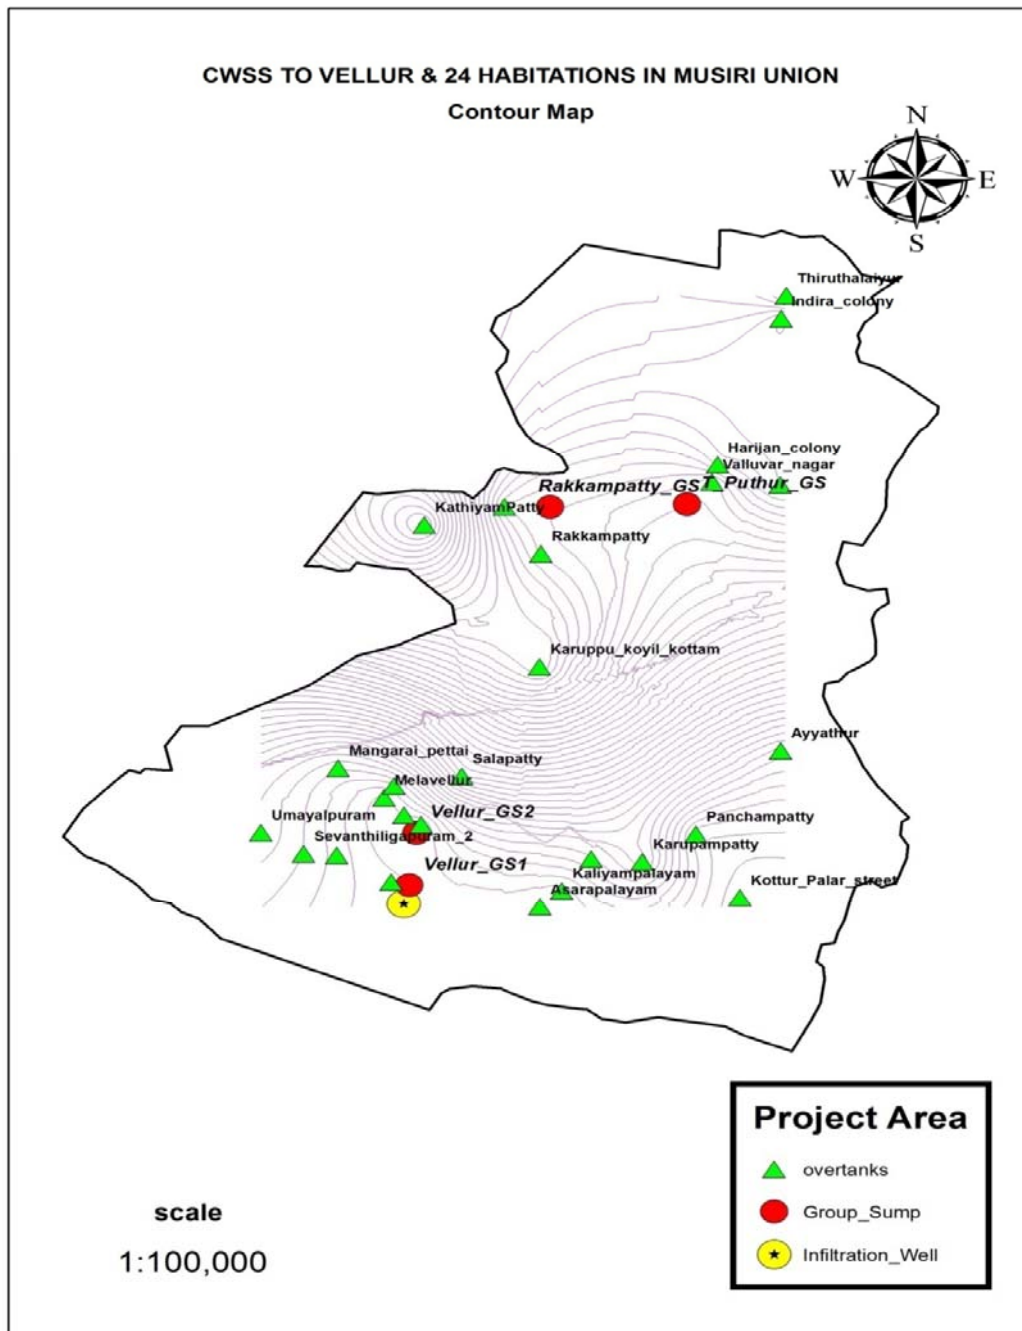 CWSS TO VELLUR & 24 HABITATIONS IN MUSIRI UNION
Contour Map
N
W
E
S
Thiruthalaiyur
Indira_colony
Harijan_colony
Valluvar_nagar
Rakkampatty_GS
T_Puthur_GS
KathiyamPatty
Rakkampatty
Karuppu_koyil_kottam
Ayyathur
Mangarai_pettai
Salapatty
Melavellur
Vellur_GS2
Umayalpuram
Panchampatty
Sevanthiligapuram_2
Karupampatty
Vellur_GS1
Kaliyampalayam
Kottur_Palar_street
Asarapalayam
Project Area
overtanks
Group_Sump
Infiltration_Well
scale
1:100,000